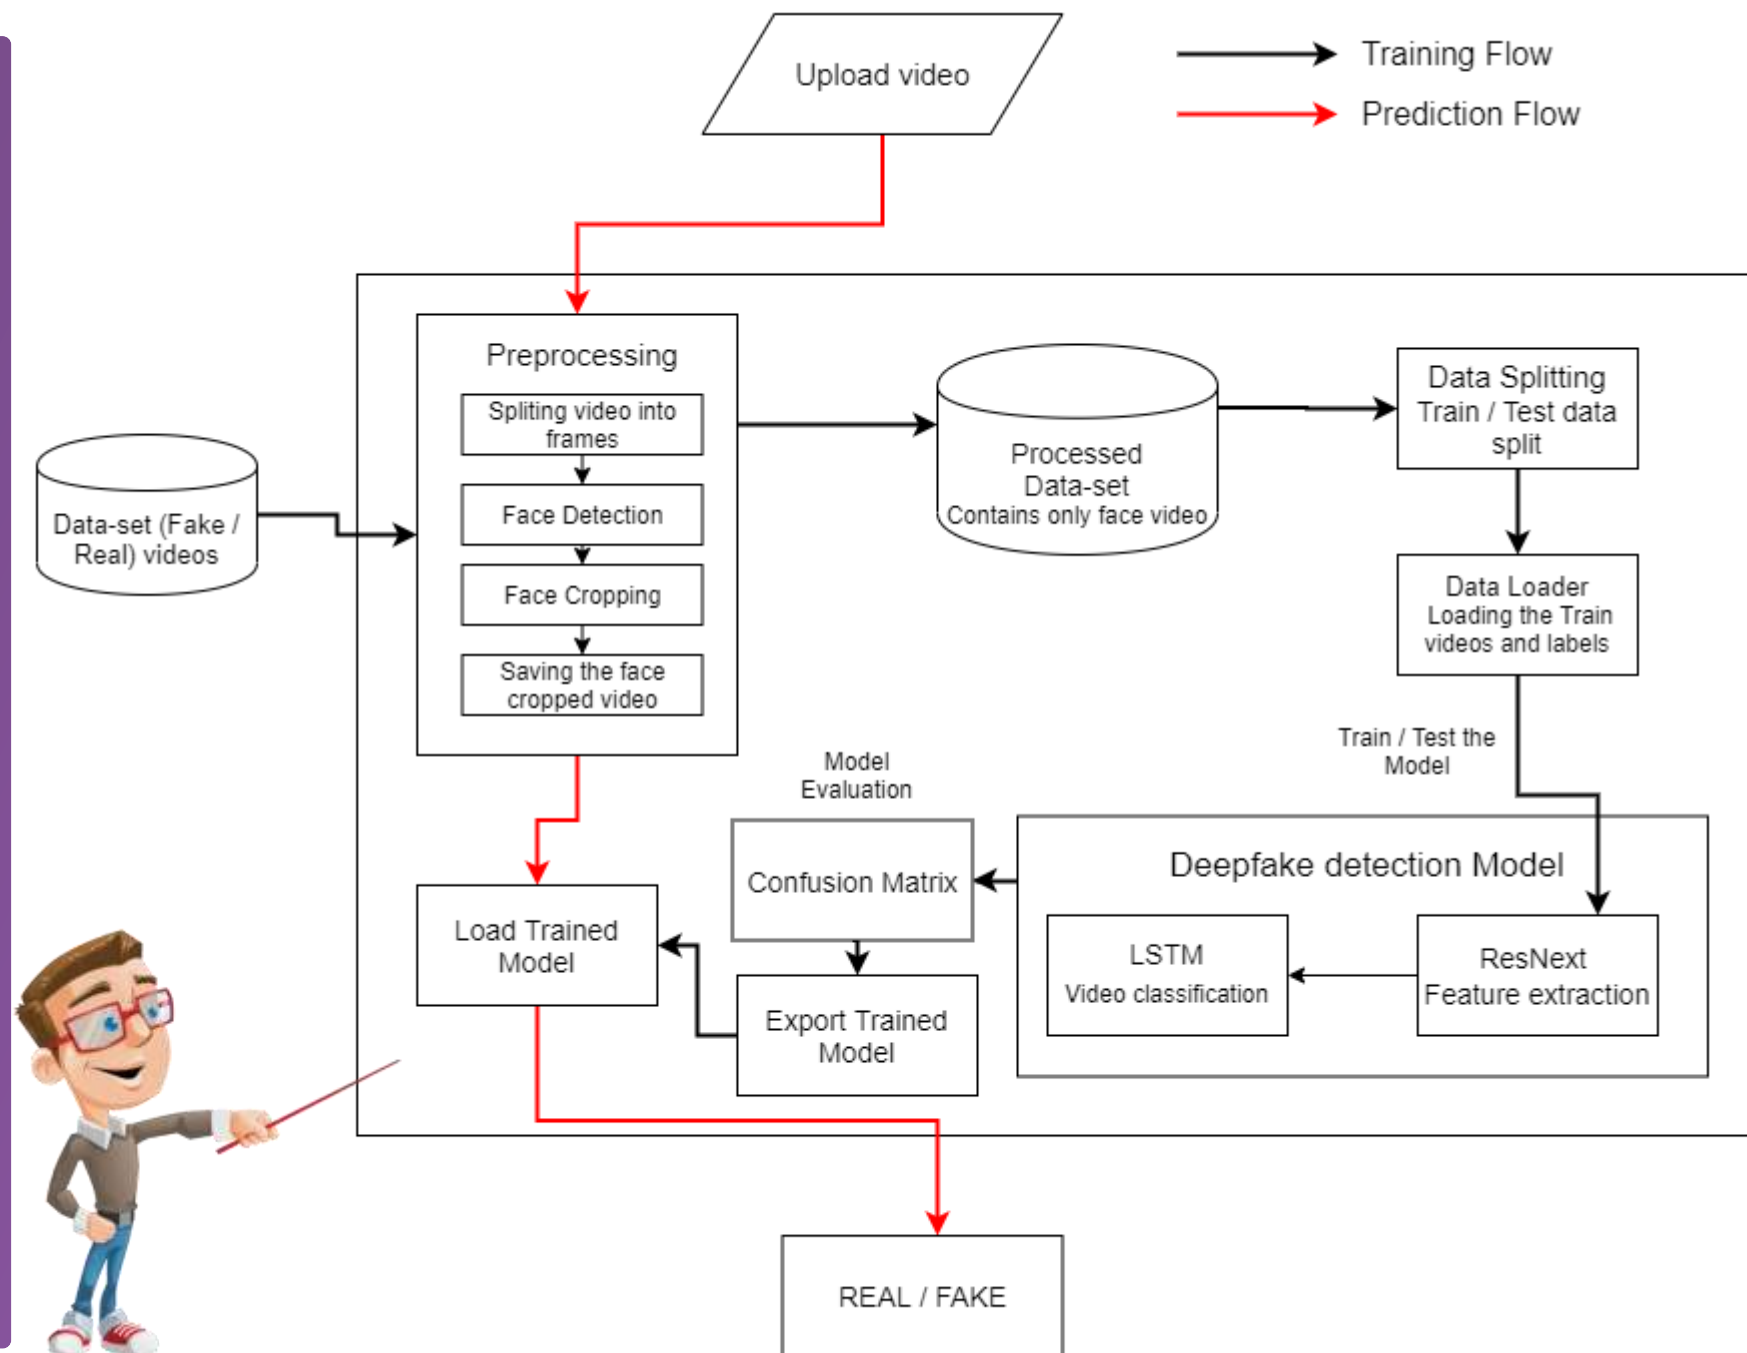 Upload video
Training Flow
Prediction Flow
Preprocessing
Spliting video into
frames
Face Detection
Face Cropping
Saving the face
cropped video
Data-set (Fake /
Real) videos
Processed
Data-set
Contains only face video
Data Splitting
Train / Test data
split
Data Loader
Loading the Train
videos and labels
Train / Test the
Model
Model
Evaluation
Confusion Matrix
Deepfake detection Model
LSTM
Video classification
ResNext
Feature extraction
Load Trained
Model
Export Trained
Model
REAL / FAKE